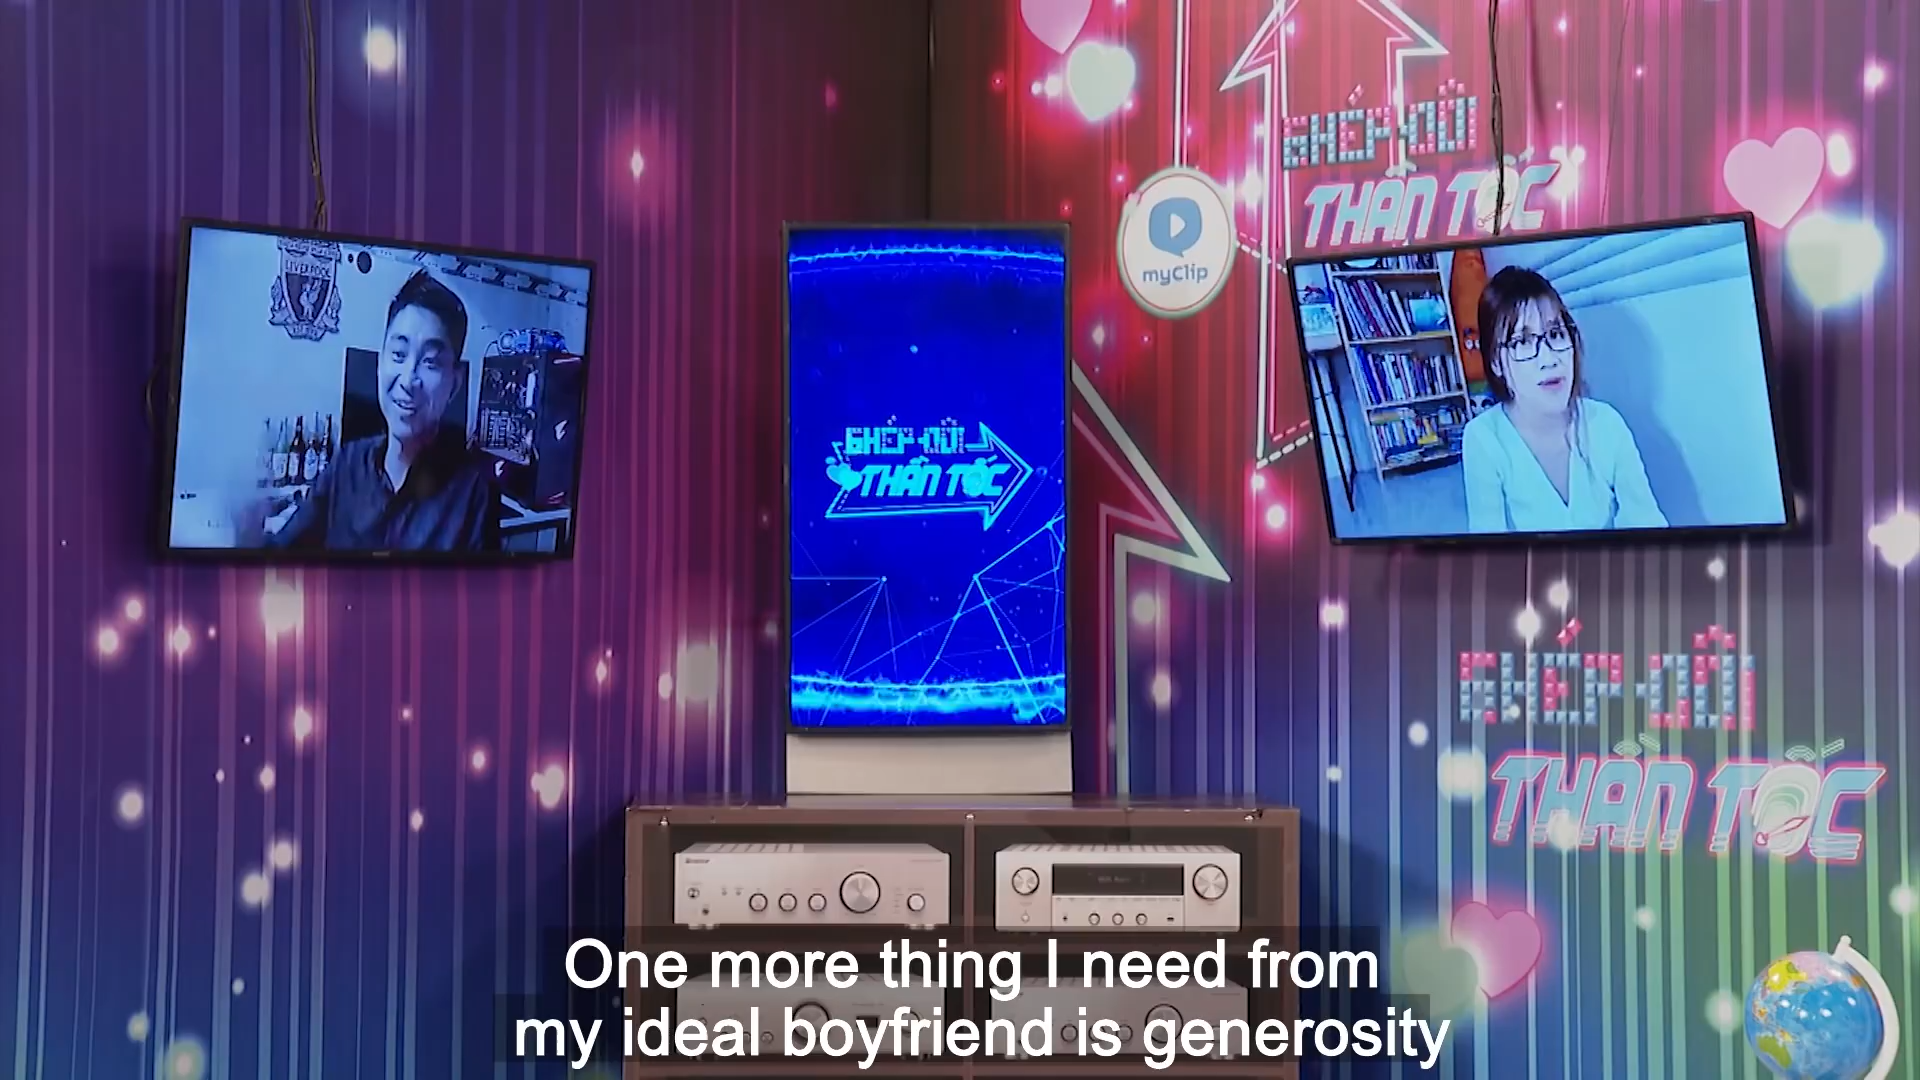 GHÉP ĐÔI
THẦN TỐC
myClip
LIVERPOOL
GHÉP ĐÔI
THẦN TỐC
GHÉP ĐÔI
THẦN TỐC
One more thing I need from
my ideal boyfriend is generosity